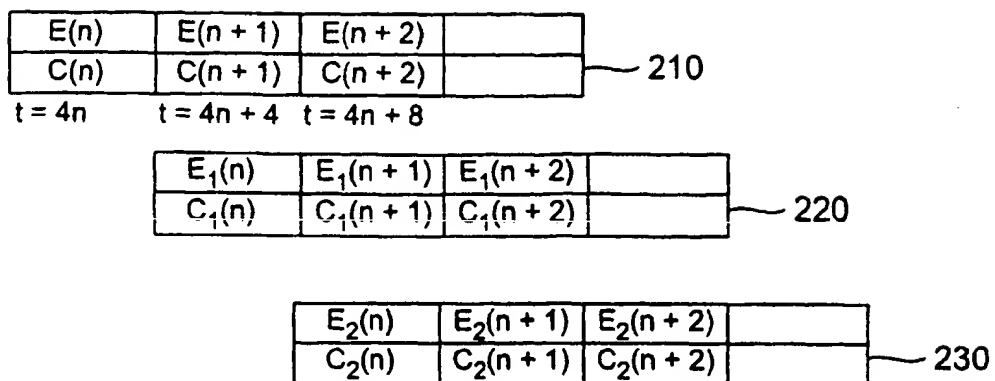 E(n) E(n + 1) E(n + 2)
C(n) C(n + 1) C(n + 2)
210
t = 4n t = 4n + 4 t = 4n + 8
E₁(n) E₁(n + 1) E₁(n + 2)
C₁(n) C₁(n + 1) C₁(n + 2)
220
E₂(n) E₂(n + 1) E₂(n + 2)
C₂(n) C₂(n + 1) C₂(n + 2)
230